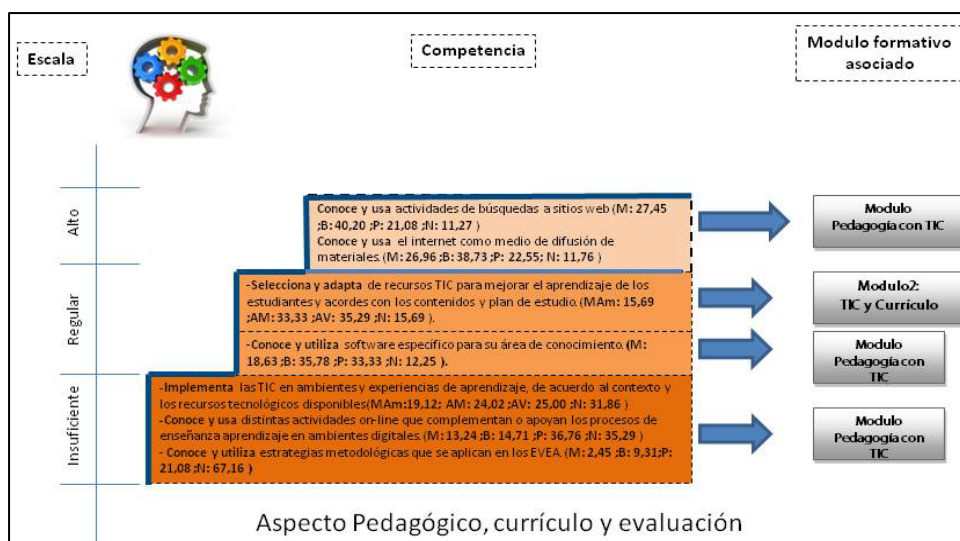 Escala
Competencia
Modulo formativo
asociado
Alto
Conoce y usa actividades de búsquedas a sitios web (M: 27,45
;B: 40,20 ;P: 21,08 ;N: 11,27 )
Conoce y usa el internet como medio de difusión de
materiales. (M: 26,96 ;B: 38,73 ;P: 22,55; N: 11,76 )
Modulo
Pedagogía con TIC
Regular
-Selecciona y adapta de recursos TIC para mejorar el aprendizaje de los
estudiantes y acordes con los contenidos y plan de estudio. (MAm: 15,69
;AM: 33,33 ;AV: 35,29 ;N: 15,69 ).
Modulo2:
TIC y Currículo
-Conoce y utiliza software específico para su área de conocimiento. (M:
18,63; B: 35,78 ;P: 33,33 ;N: 12,25 ).
Modulo
Pedagogía con
TIC
Insuficiente
-Implementa las TIC en ambientes y experiencias de aprendizaje, de acuerdo al contexto y
los recursos tecnológicos disponibles(MAm:19,12; AM: 24,02 ;AV: 25,00 ;N: 31,86 )
-Conoce y usa distintas actividades on-line que complementan o apoyan los procesos de
enseñanza aprendizaje en ambientes digitales. (M: 13,24 ;B: 14,71 ;P: 36,76 ;N: 35,29 )
- Conoce y utiliza estrategias metodológicas que se aplican en los EVEA. (M: 2,45 ;B: 9,31;P:
21,08 ;N: 67,16 )
Modulo
Pedagogía con
TIC
Aspecto Pedagógico, currículo y evaluación